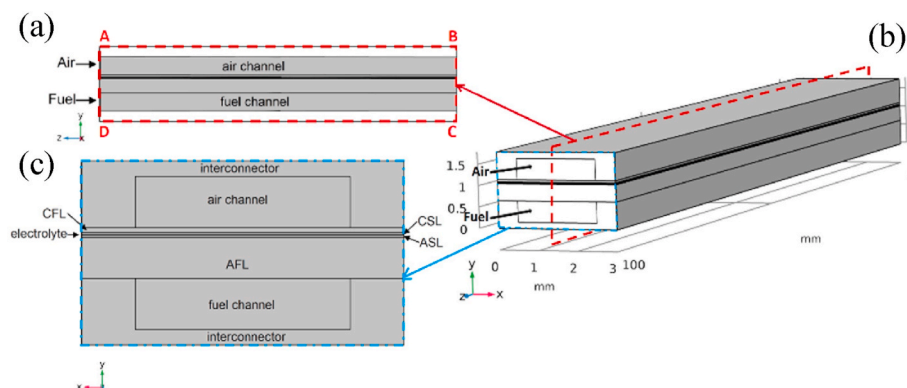 (a)
A
B
Air
air channel
Fuel
fuel channel
D
C
y
z
x
(b)
1.5
Air
1
0.5
Fuel
0
0
1
2
3
100
mm
mm
y
z
x
(c)
interconnector
air channel
CFL
CSL
electrolyte
ASL
AFL
fuel channel
interconnector
y
x